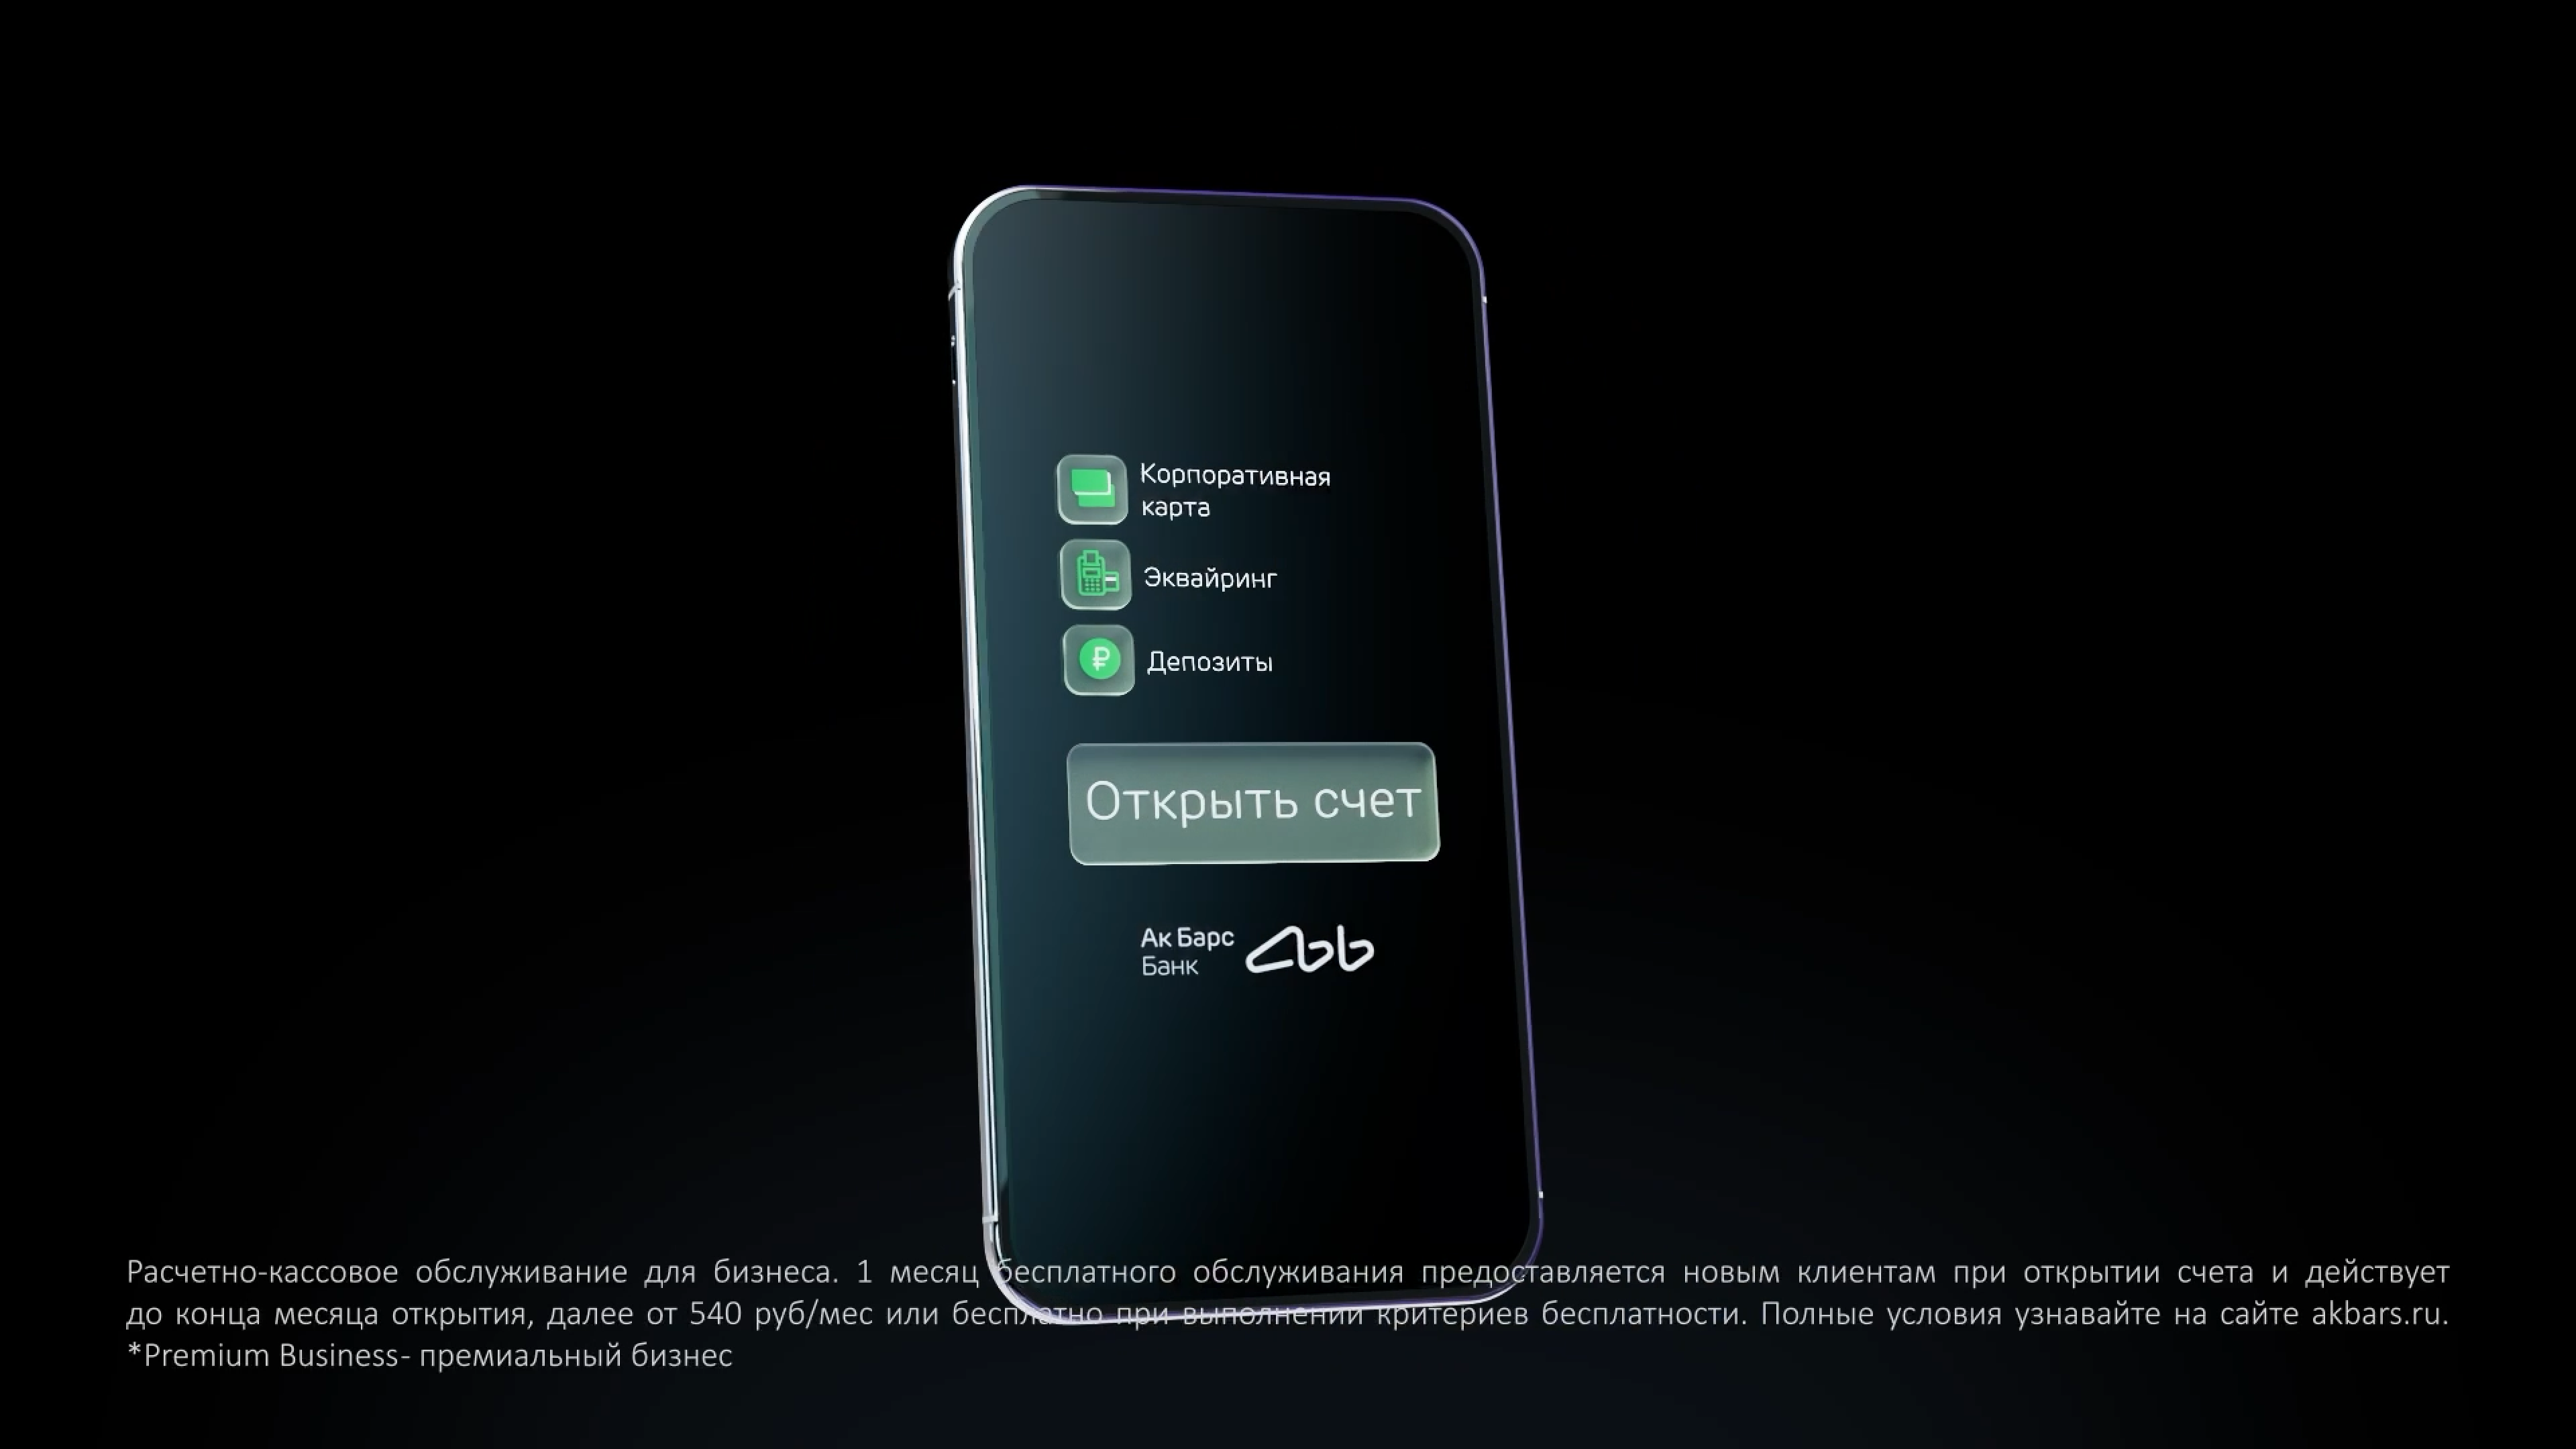 Корпоративная
карта
Эквайринг
Депозиты
Открыть счет
Ак Барс
Банк
Расчетно-кассовое обслуживание для бизнеса. 1 месяц бесплатного обслуживания предоставляется новым клиентам при открытии счета и действует
до конца месяца открытия, далее от 540 руб/мес или бесплатно при выполнении критериев бесплатности. Полные условия узнавайте на сайте akbars.ru.
*Premium Business- премиальный бизнес